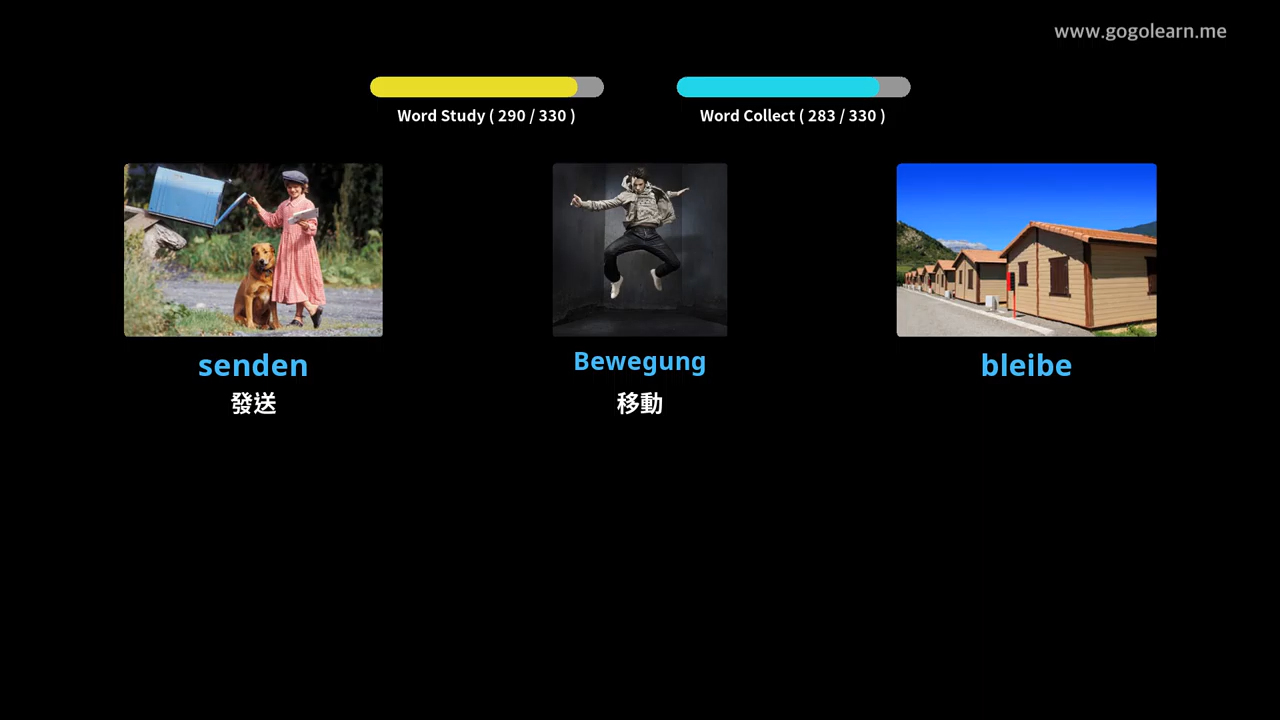 www.gogolearn.me
Word Study ( 290 / 330 )
Word Collect ( 283 / 330 )
senden
Bewegung
bleibe
發送
移動